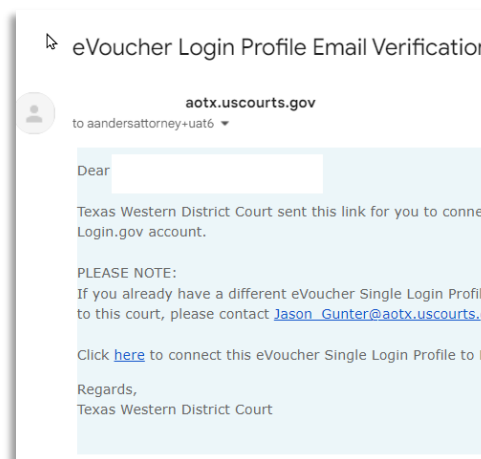 eVoucher Login Profile Email Verification
aotx.uscourts.gov
to aandersattorney+uat6
Dear
Texas Western District Court sent this link for you to conne
Login.gov account.
PLEASE NOTE:
If you already have a different eVoucher Single Login Profil
to this court, please contact Jason_Gunter@aotx.uscourts.
Click here to connect this eVoucher Single Login Profile to
Regards,
Texas Western District Court